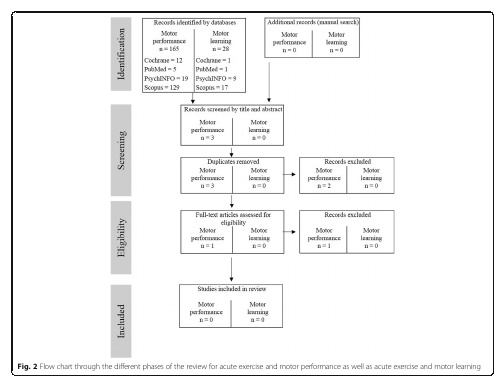 Identification
Records identified by databases
Motor performance n = 165
Motor learning n = 28
Cochrane = 12
PubMed = 5
PsychINFO = 19
Scopus = 129
Cochrane = 1
PubMed = 1
PsychINFO = 9
Scopus = 17
Additional records (manual search)
Motor performance n = 0
Motor learning n = 0
Screening
Records screened by title and abstract
Motor performance n = 3
Motor learning n = 0
Duplicates removed
Motor performance n = 3
Motor learning n = 0
Records excluded
Motor performance n = 2
Motor learning n = 0
Eligibility
Full-text articles assessed for eligibility
Motor performance n = 1
Motor learning n = 0
Records excluded
Motor performance n = 1
Motor learning n = 0
Included
Studies included in review
Motor performance n = 0
Motor learning n = 0
Fig. 2 Flow chart through the different phases of the review for acute exercise and motor performance as well as acute exercise and motor learning